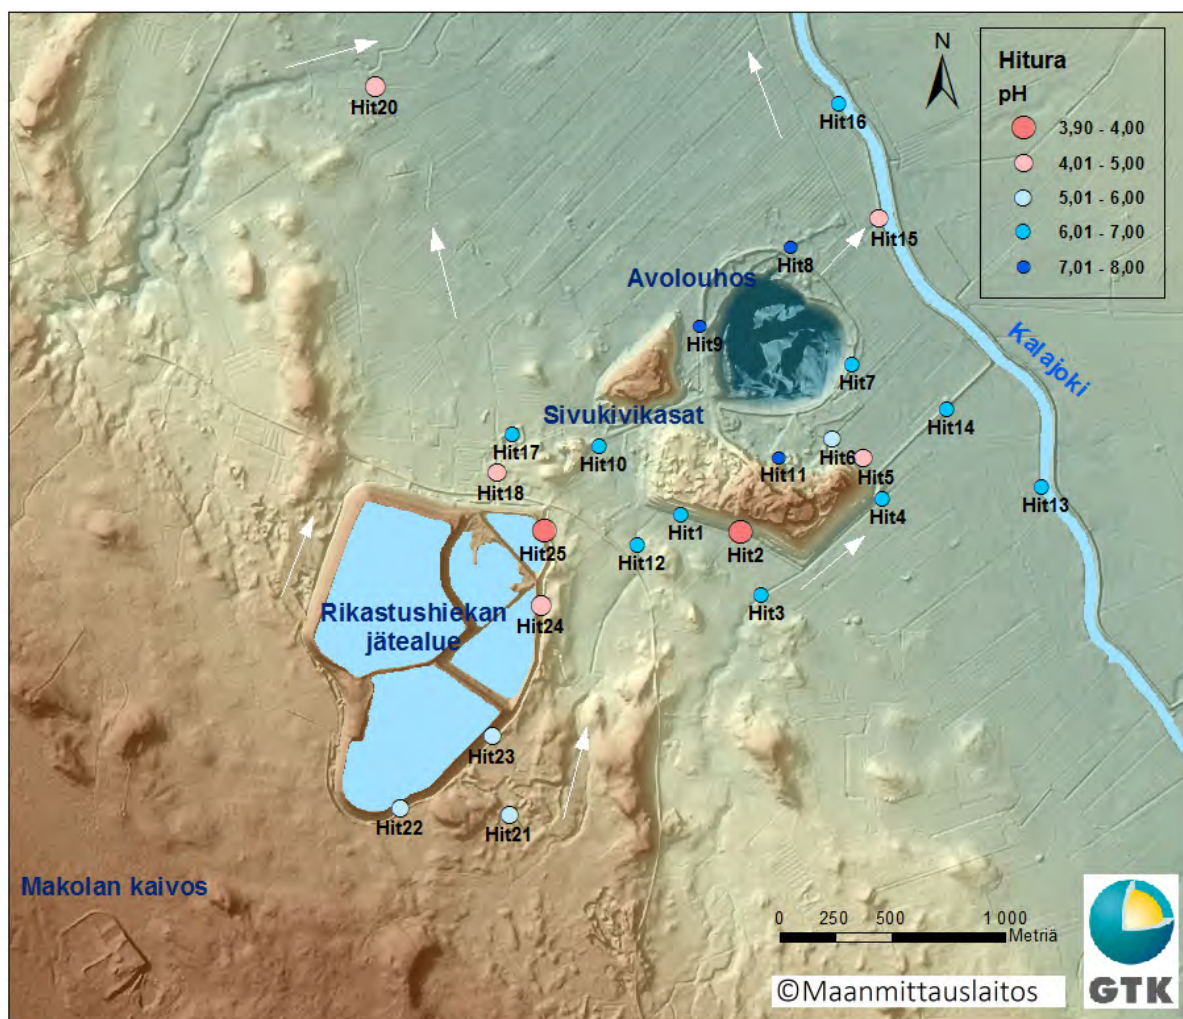 N
Hitura
pH
3,90 - 4,00
4,01 - 5,00
5,01 - 6,00
6,01 - 7,00
7,01 - 8,00
Hit20
Hit16
Hit15
Hit8
Avolouhos
Hit9
Kalajoki
Hit7
Sivukivikasat
Hit14
Hit17
Hit10
Hit6
Hit5
Hit11
Hit18
Hit4
Hit13
Hit1
Hit25
Hit2
Hit12
Hit3
Rikastushiekan
jätealue
Hit24
Hit23
Hit22
Hit21
Makolan kaivos
0 250 500 1 000
Metriä
©Maanmittauslaitos
GTK